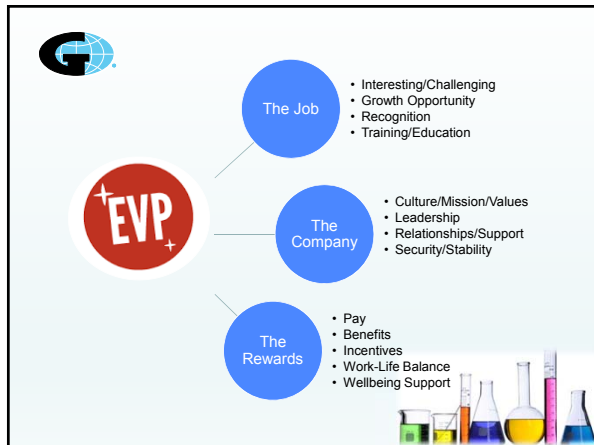 The Job
• Interesting/Challenging
• Growth Opportunity
• Recognition
• Training/Education
EVP
The
Company
• Culture/Mission/Values
• Leadership
• Relationships/Support
• Security/Stability
The
Rewards
• Pay
• Benefits
• Incentives
• Work-Life Balance
• Wellbeing Support